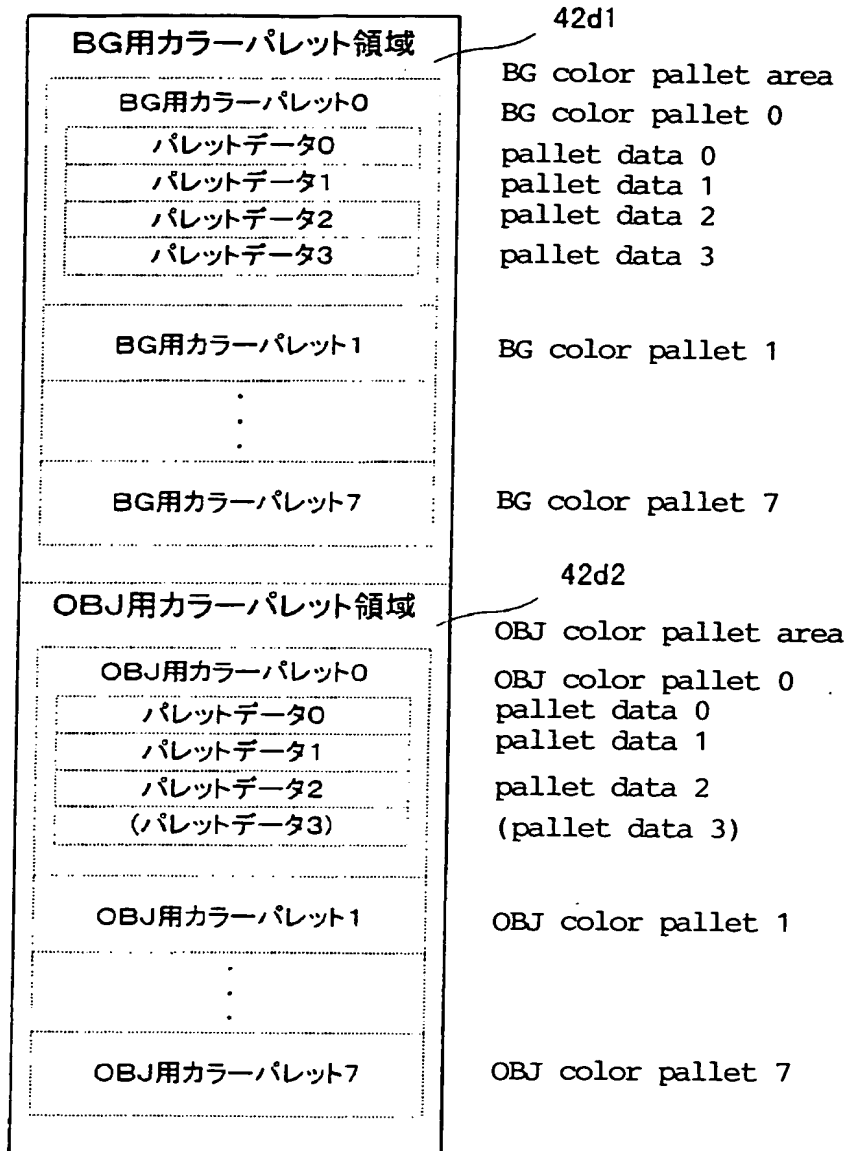 42d1
BG用カラーパレット領域
BG color pallet area
BG用カラーパレット0
BG color pallet 0
パレットデータ0
pallet data 0
パレットデータ1
pallet data 1
パレットデータ2
pallet data 2
パレットデータ3
pallet data 3
BG用カラーパレット1
BG color pallet 1
BG用カラーパレット7
BG color pallet 7
42d2
OBJ用カラーパレット領域
OBJ color pallet area
OBJ用カラーパレット0
OBJ color pallet 0
パレットデータ0
pallet data 0
パレットデータ1
pallet data 1
パレットデータ2
pallet data 2
(パレットデータ3)
(pallet data 3)
OBJ用カラーパレット1
OBJ color pallet 1
OBJ用カラーパレット7
OBJ color pallet 7